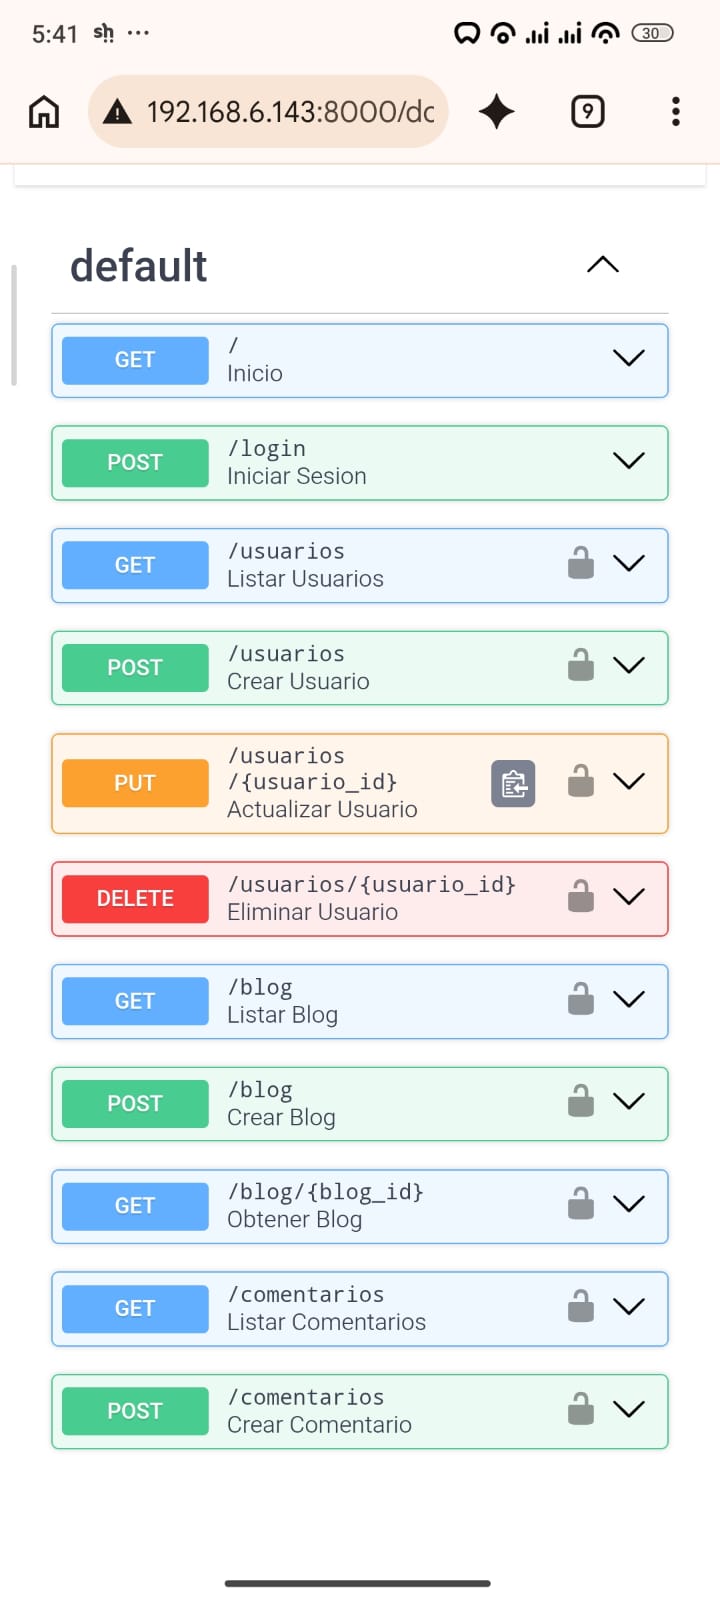 5:41 sh ... 30
192.168.6.143:8000/dc 9
default
GET /
Inicio
POST /login
Iniciar Sesion
GET /usuarios
Listar Usuarios
POST /usuarios
Crear Usuario
PUT /usuarios
/{usuario_id}
Actualizar Usuario
DELETE /usuarios/{usuario_id}
Eliminar Usuario
GET /blog
Listar Blog
POST /blog
Crear Blog
GET /blog/{blog_id}
Obtener Blog
GET /comentarios
Listar Comentarios
POST /comentarios
Crear Comentario